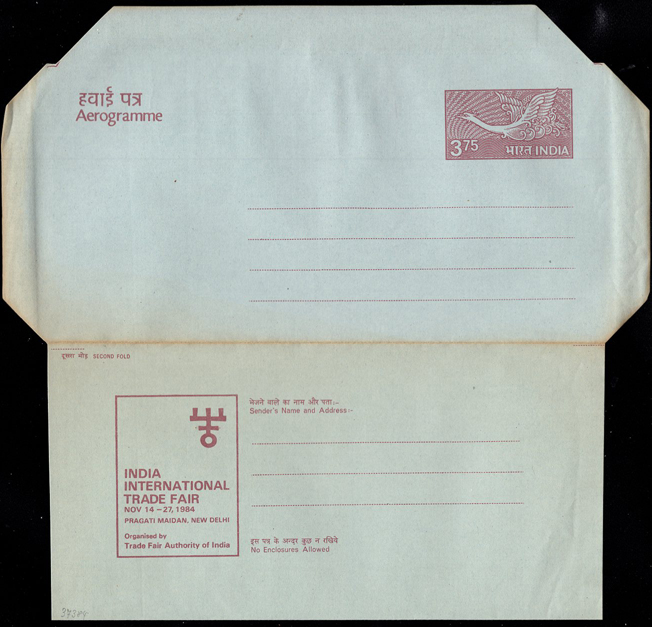 हवाई पत्र
Aerogramme
3 75 भारत INDIA
दूसरा मोड़ SECOND FOLD
भेजने वाले का नाम और पता:-
Sender's Name and Address:-
INDIA
INTERNATIONAL
TRADE FAIR
NOV 14 – 27, 1984
PRAGATI MAIDAN, NEW DELHI
Organised by
Trade Fair Authority of India
इस पत्र के अन्दर कुछ न रखिये
No Enclosures Allowed